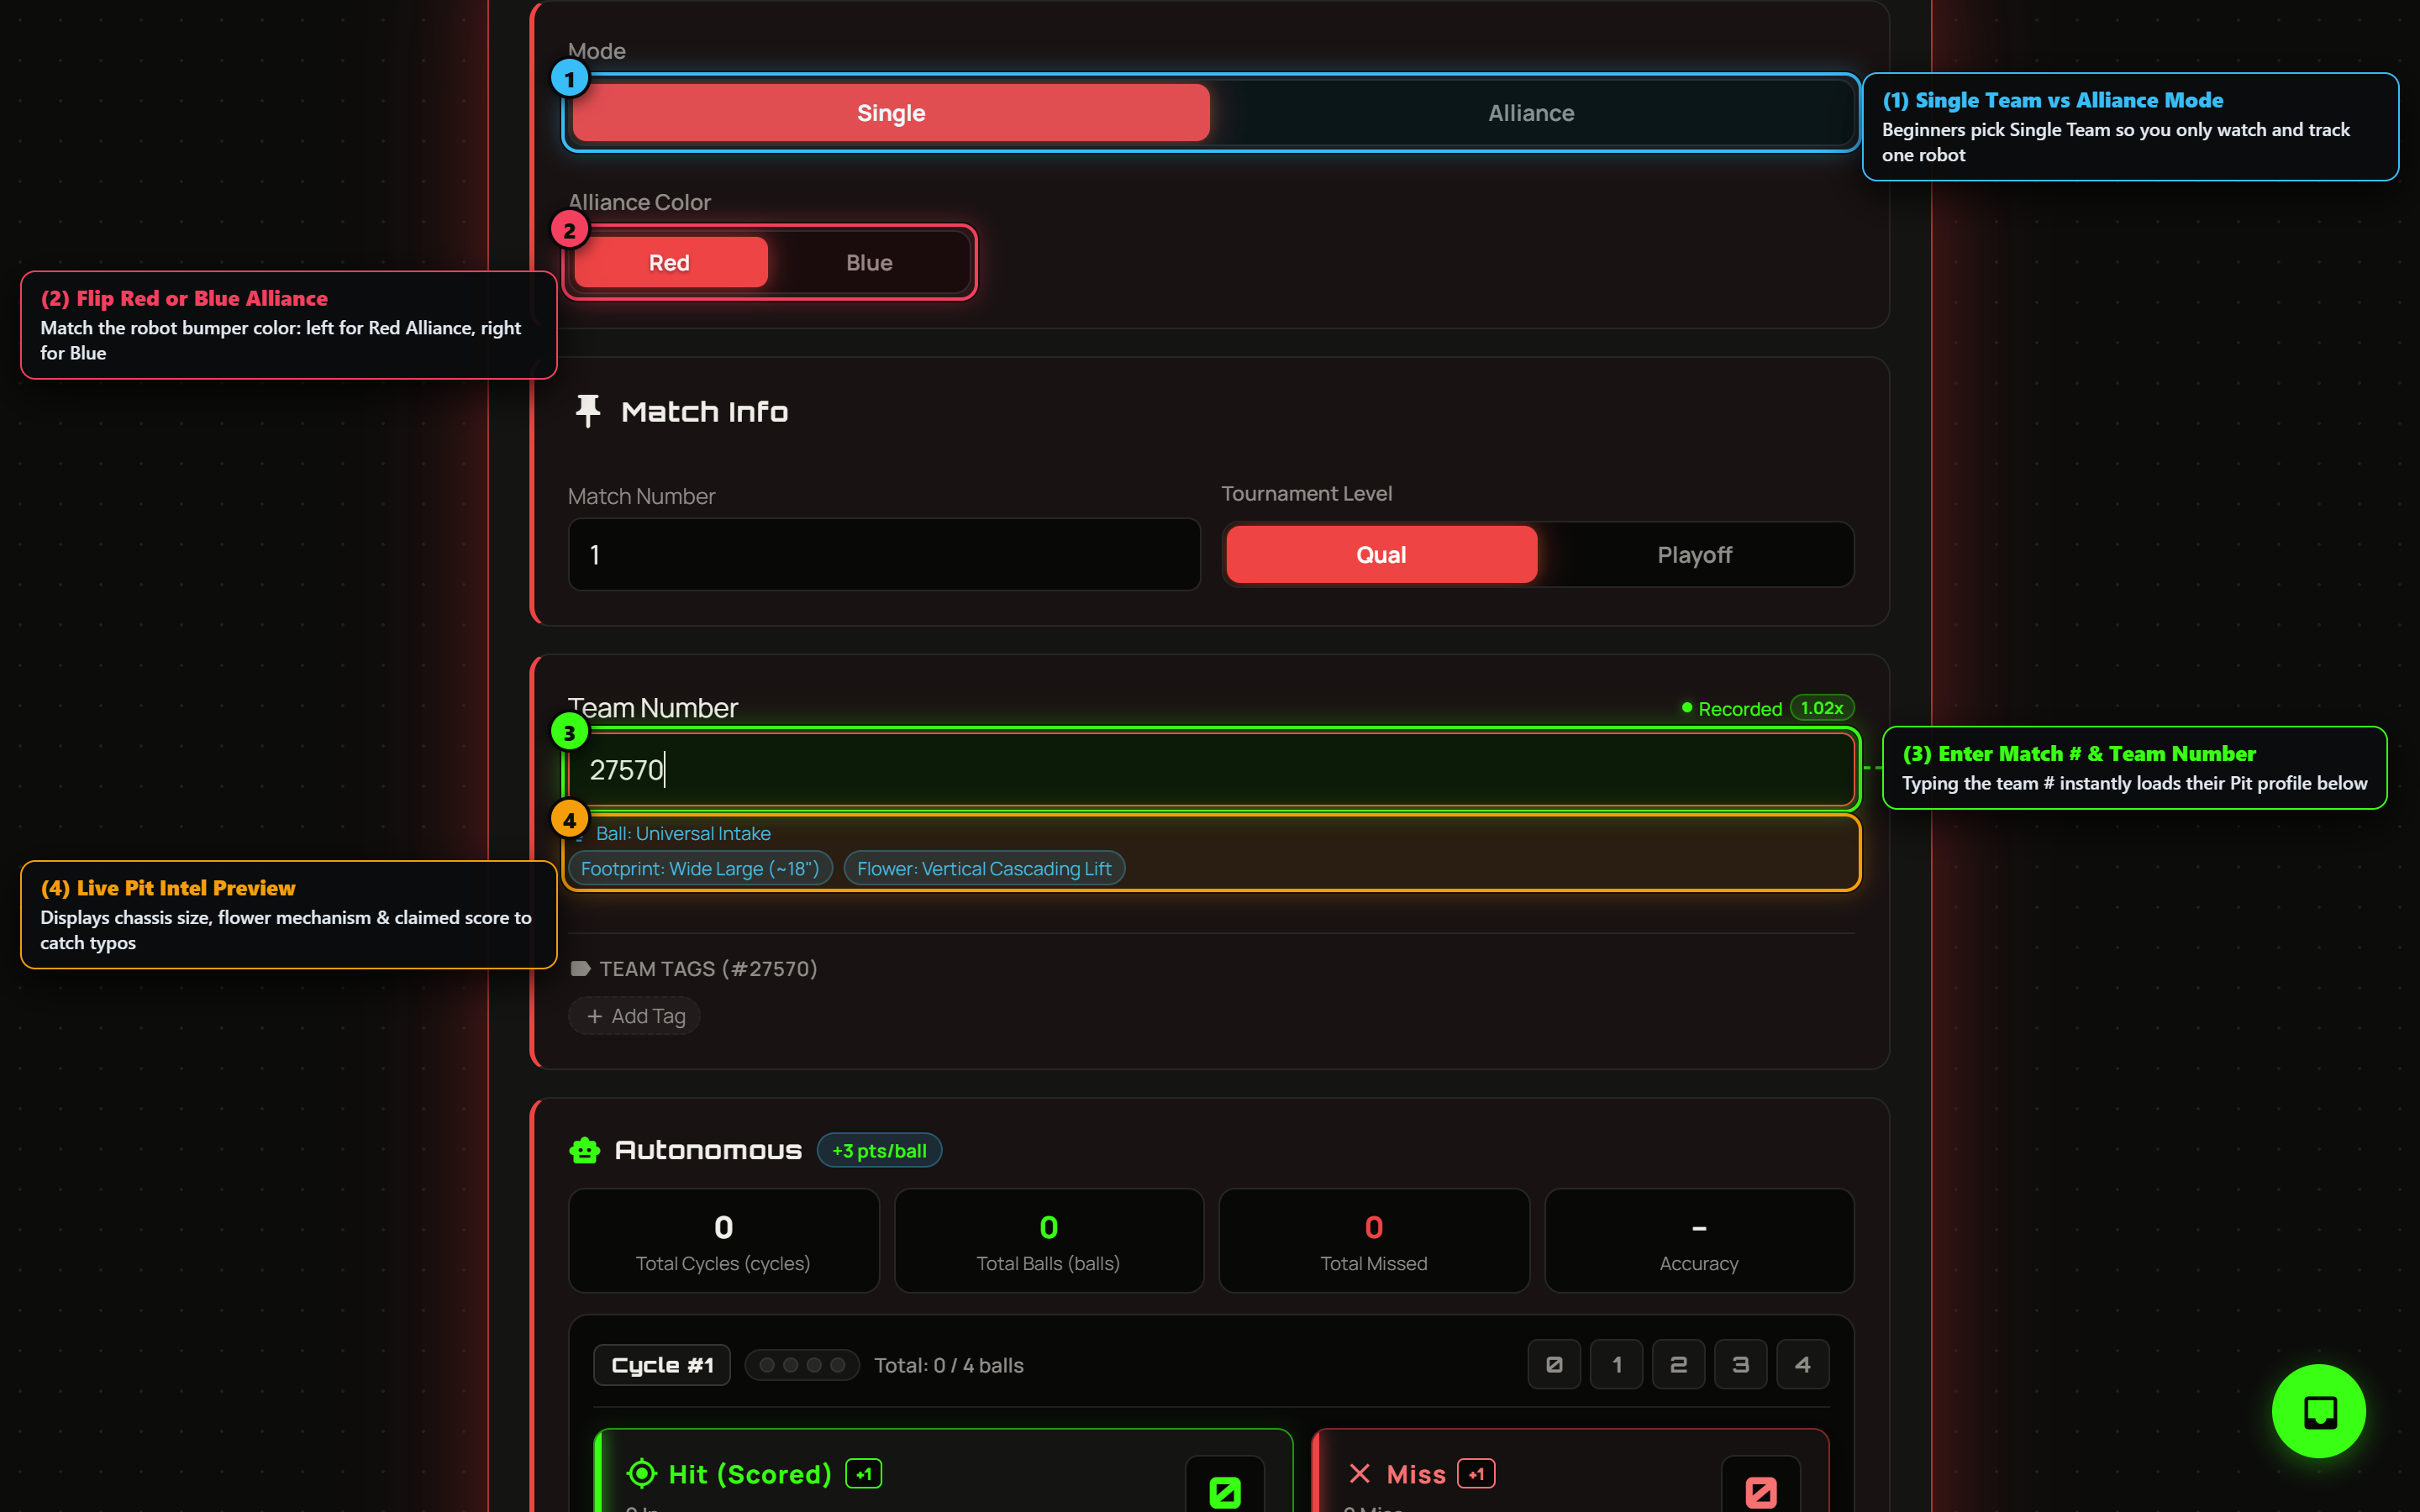 Mode
1
Single
Alliance
(1) Single Team vs Alliance Mode
Beginners pick Single Team so you only watch and track
one robot
Alliance Color
2
Red
Blue
(2) Flip Red or Blue Alliance
Match the robot bumper color: left for Red Alliance, right
for Blue
Match Info
Match Number
1
Tournament Level
Qual
Playoff
Team Number
Recorded
1.02x
3
27570
(3) Enter Match # & Team Number
Typing the team # instantly loads their Pit profile below
4
Ball: Universal Intake
Footprint: Wide Large (~18")
Flower: Vertical Cascading Lift
(4) Live Pit Intel Preview
Displays chassis size, flower mechanism & claimed score to
catch typos
TEAM TAGS (#27570)
+ Add Tag
Autonomous
+3 pts/ball
0
Total Cycles (cycles)
0
Total Balls (balls)
0
Total Missed
–
Accuracy
Cycle #1
Total: 0 / 4 balls
0
1
2
3
4
Hit (Scored)
+1
0
Miss
+1
0